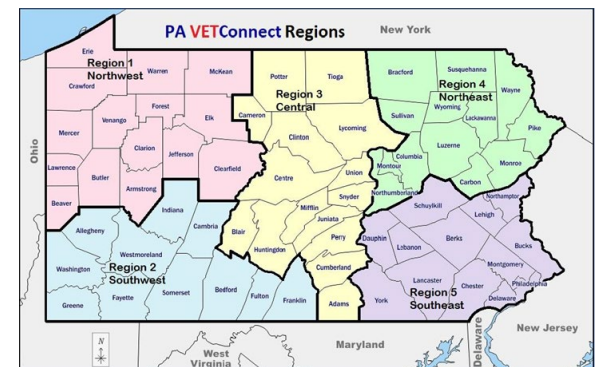 PA VETConnect Regions
New York
Erie
Region 1
Northwest
Crawford
Warren
McKean
Forest
Venango
Elk
Mercer
Clarion
Jefferson
Clearfield
Lawrence
Butler
Armstrong
Beaver
Ohio
Potter
Tioga
Region 3
Central
Cameron
Clinton
Lycoming
Centre
Union
Snyder
Mifflin
Juniata
Perry
Blair
Huntingdon
Cumberland
Adams
Bracford
Susquehanna
Wayne
Region 4
Northeast
Wyoming
Lackawanna
Sullivan
Pike
Luzerne
Columbia
Montour
Monroe
Carbon
Northumberland
Indiana
Cambria
Allegheny
Westmoreland
Washington
Region 2
Southwest
Somerset
Bedford
Fulton
Franklin
Fayette
Greene
Northampton
Schuylkill
Lehigh
Dauphin
Lebanon
Berks
Bucks
Montgomery
Philadelphia
Lancaster
Chester
Region 5
Southeast
Delaware
York
N
West
Virginia
Maryland
Delaware
New Jersey